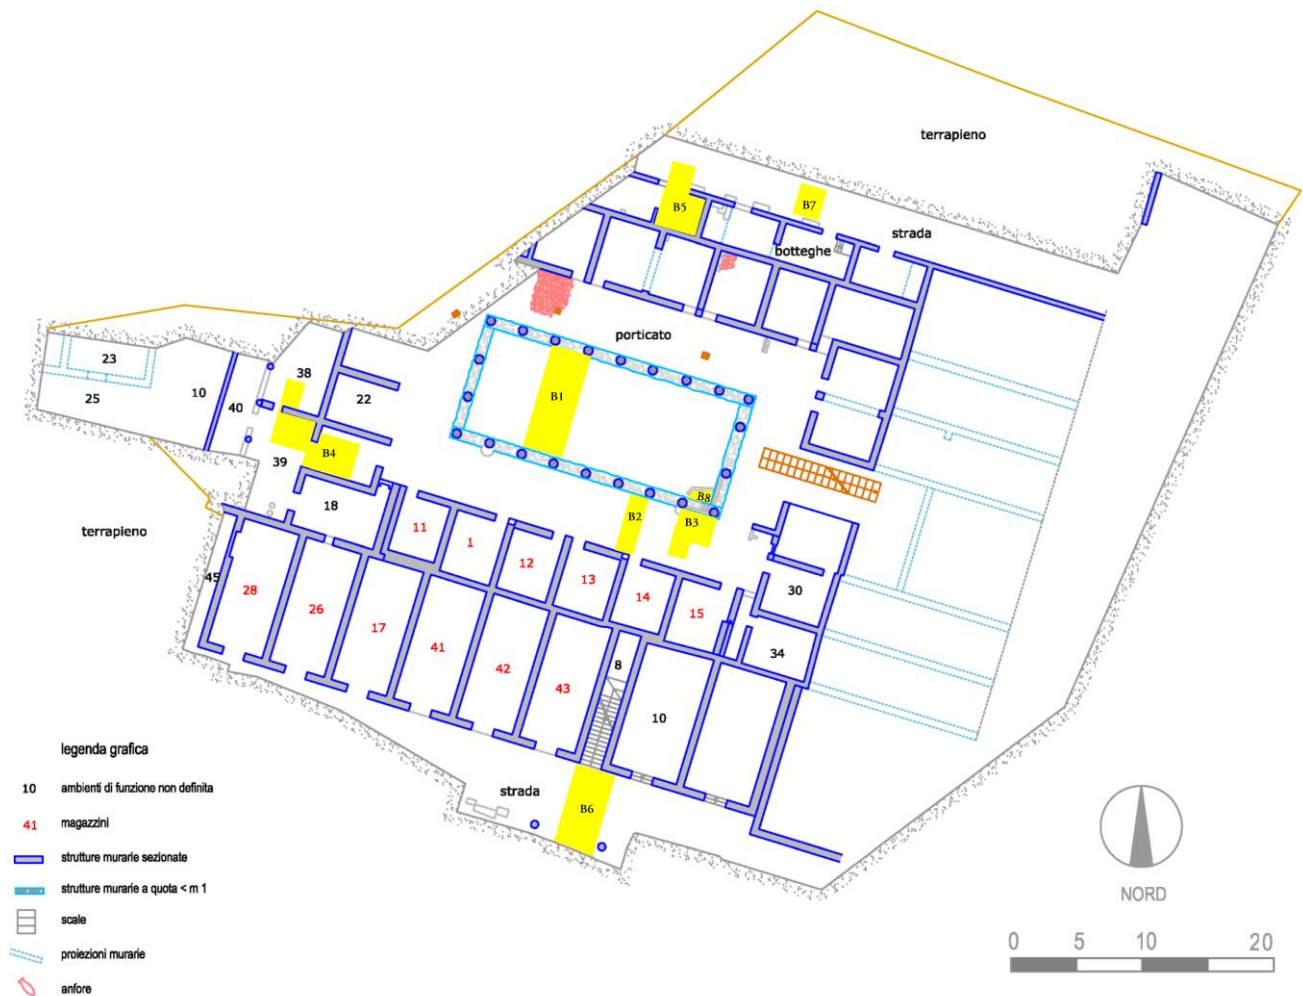 terrapieno
B5
B7
strada
botteghe
porticato
23
38
10
22
25
40
B1
39
B4
B8
18
B2
B3
11
1
12
13
terrapieno
14
45
28
15
30
26
17
34
41
8
42
43
10
legenda grafica
10 ambienti di funzione non definita
41 magazzini
strada
B6
strutture murarie sezionate
strutture murarie a quota < m 1
scale
proiezioni murarie
anfore
NORD
0 5 10 20